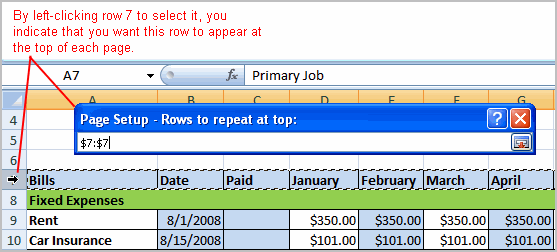 By left-clicking row 7 to select it, you
indicate that you want this row to appear at
the top of each page.
A7 fx Primary Job
A B C D E F G
4
Page Setup - Rows to repeat at top:
5
$7:$7
6
Bills Date Paid January February March April
8 Fixed Expenses
9 Rent 8/1/2008 $350.00 $350.00 $350.00 $350.00
10 Car Insurance 8/15/2008 $101.00 $101.00 $101.00 $101.00